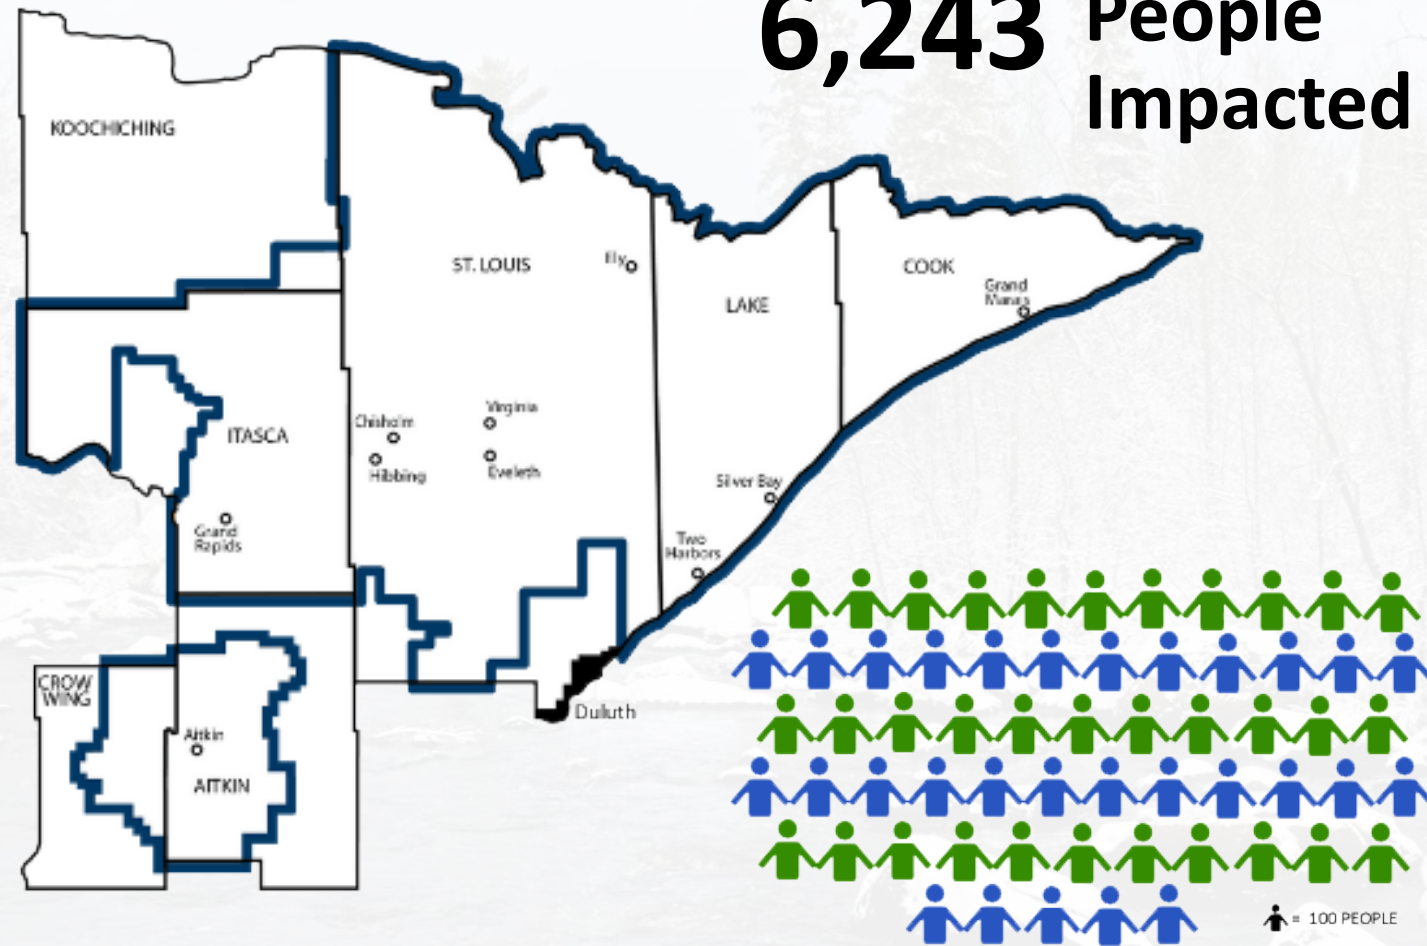 6,243 People
Impacted
KOOCHICHING
ST. LOUIS
Ely
COOK
Grand
Marais
LAKE
Chisholm
Virginia
ITASCA
Hibbing
Eveleth
Silver Bay
Grand
Rapids
Two
Harbors
CROW
WING
Duluth
Aitkin
AITKIN
= 100 PEOPLE